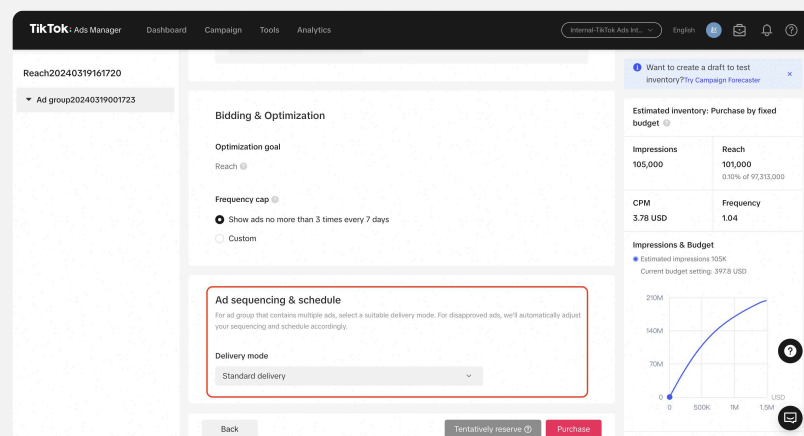 TikTok: Ads Manager
Dashboard
Campaign
Tools
Analytics
Internal-TikTok Ads Int...
English
Reach20240319161720
Ad group20240319001723
Bidding & Optimization
Optimization goal
Reach
Frequency cap
Show ads no more than 3 times every 7 days
Custom
Ad sequencing & schedule
For ad group that contains multiple ads, select a suitable delivery mode. For disapproved ads, we'll automatically adjust
your sequencing and schedule accordingly.
Delivery mode
Standard delivery
Back
Tentatively reserve
Purchase
Want to create a draft to test
inventory?Try Campaign Forecaster
Estimated inventory: Purchase by fixed
budget
Impressions
105,000
Reach
101,000
0.10% of 97,313,000
CPM
3.78 USD
Frequency
1.04
Impressions & Budget
Estimated impressions 105K
Current budget setting: 397.8 USD
210M
140M
70M
0
USD
0
500K
1M
1.5M